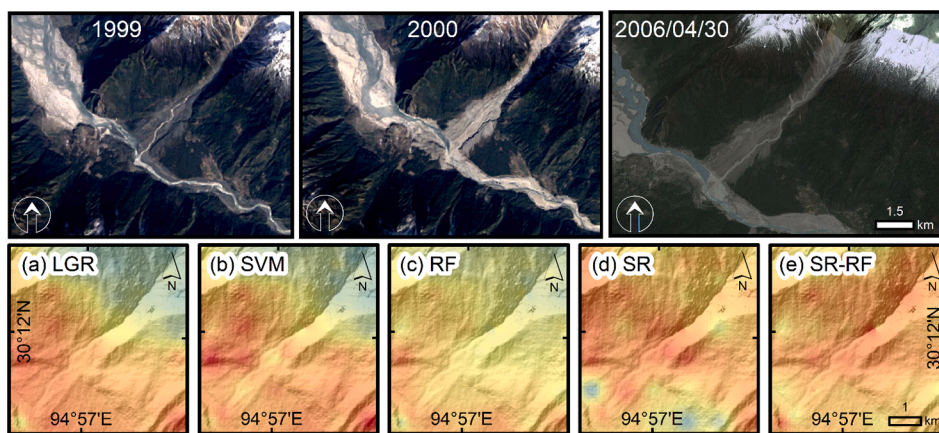 1999
2000
2006/04/30
1.5
km
(a) LGR
(b) SVM
(c) RF
(d) SR
(e) SR-RF
N
N
N
N
N
30°12'N
30°12'N
94°57'E
94°57'E
94°57'E
94°57'E
94°57'E
1
km